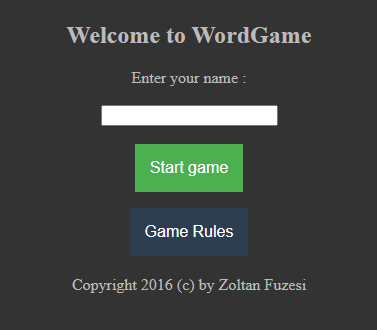 Welcome to WordGame
Enter your name :
Start game
Game Rules
Copyright 2016 (c) by Zoltan Fuzesi